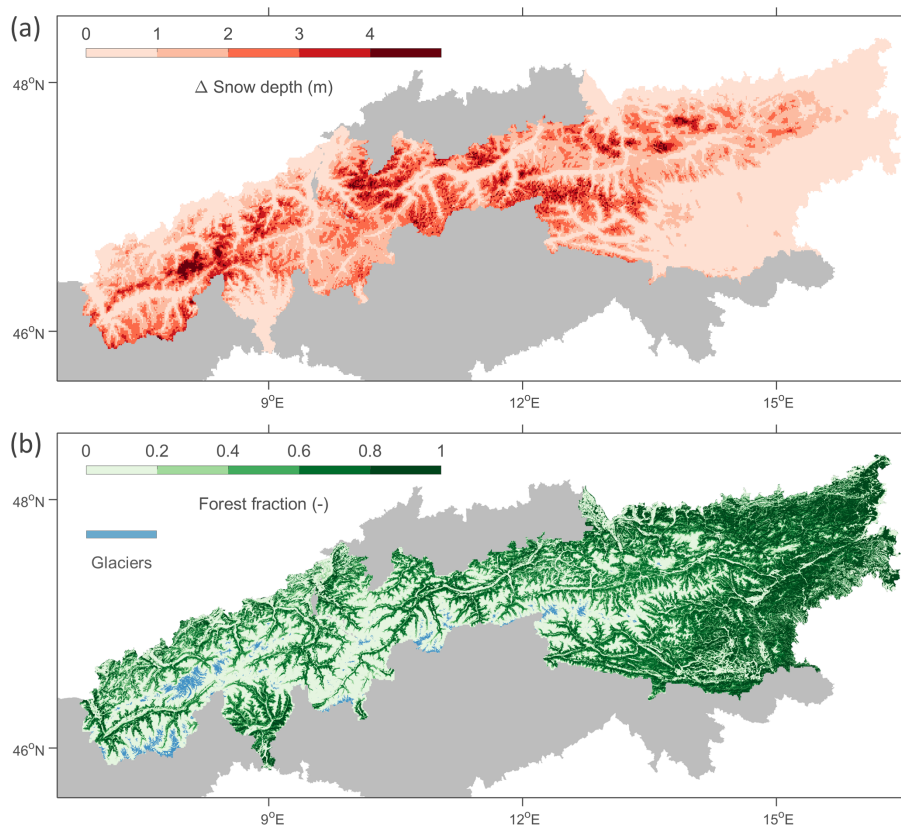 (a)
0 1 2 3 4
Δ Snow depth (m)
48°N
46°N
9°E 12°E 15°E
(b)
0 0.2 0.4 0.6 0.8 1
Forest fraction (-)
48°N
Glaciers
46°N
9°E 12°E 15°E